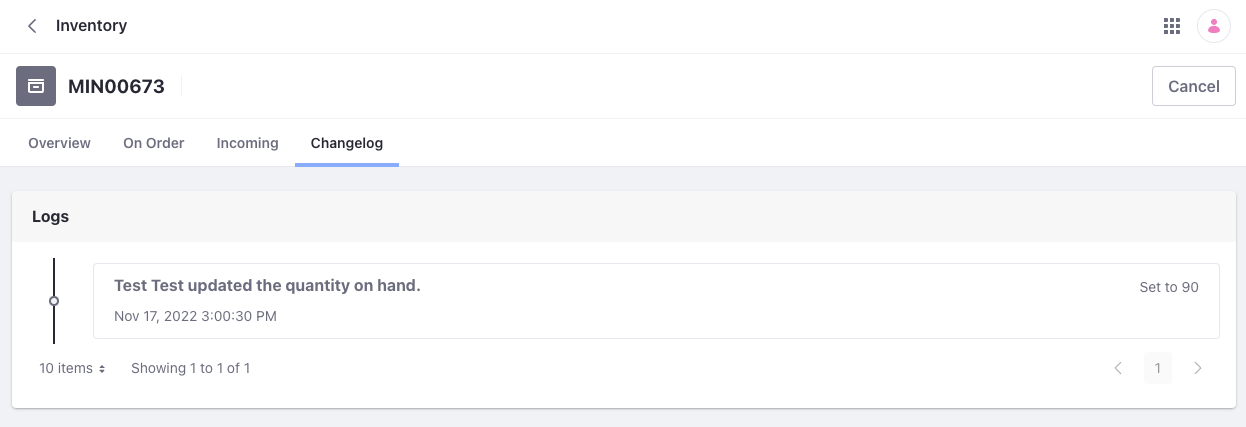 Inventory
MIN00673
Cancel
Overview On Order Incoming Changelog
Logs
Test Test updated the quantity on hand.
Set to 90
Nov 17, 2022 3:00:30 PM
10 items Showing 1 to 1 of 1 1